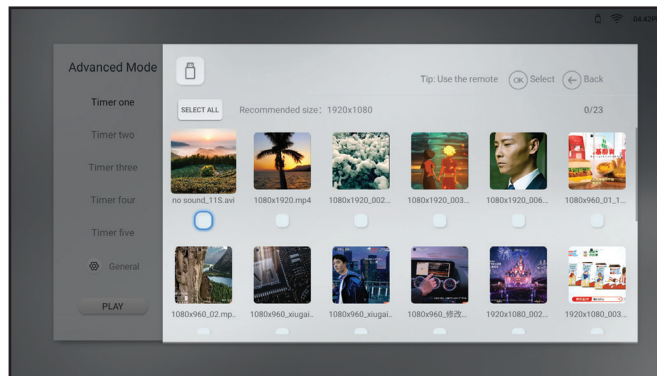 04:42P
Advanced Mode
Tip: Use the remote OK Select Back
Timer one
SELECT ALL Recommended size: 1920x1080 0/23
Timer two
Timer three
Timer four
Timer five
General
PLAY
no sound_11S.avi 1080x1920.mp4 1080x1920_002... 1080x1920_003... 1080x1920_006... 1080x960_01_1...
1080x960_02.mp.. 1080x960_xiugai.. 1080x960_xiugai.. 1080x960_修改... 1920x1080_002... 1920x1080_003...